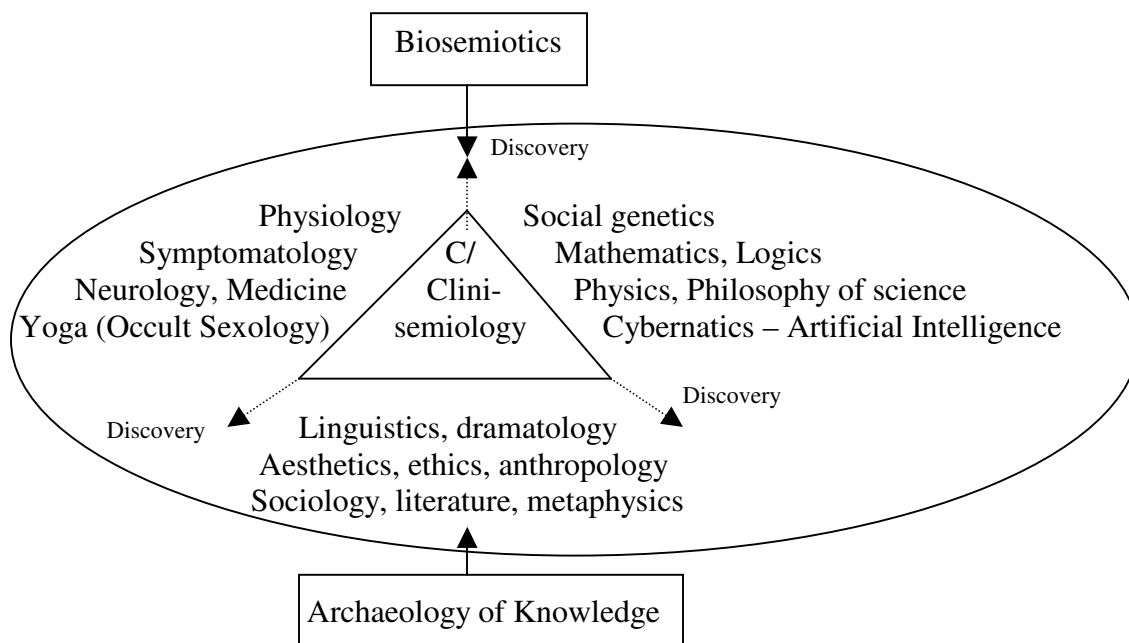 Biosemiotics
Discovery
Physiology
Symptomatology
Neurology, Medicine
Yoga (Occult Sexology)
C/
Clini-
semiology
Social genetics
Mathematics, Logics
Physics, Philosophy of science
Cybernatics – Artificial Intelligence
Discovery
Discovery
Linguistics, dramatology
Aesthetics, ethics, anthropology
Sociology, literature, metaphysics
Archaeology of Knowledge